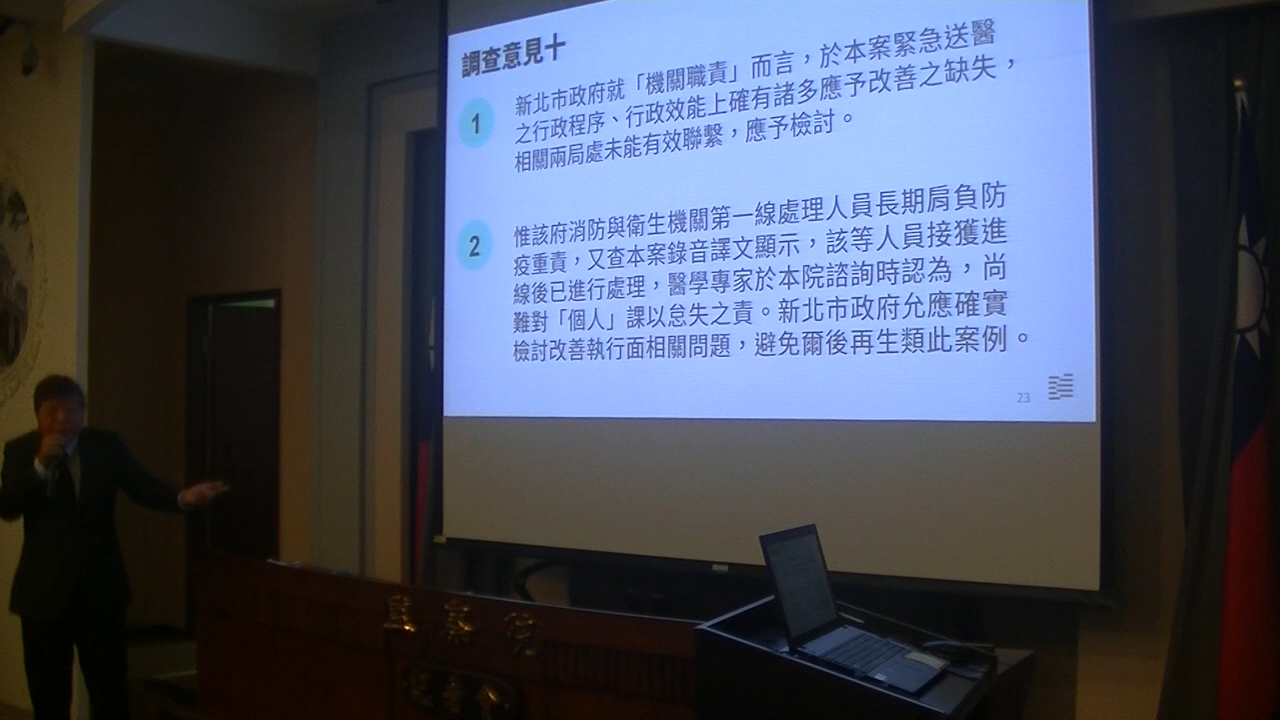 調查意見十
1
新北市政府就「機關職責」而言，於本案緊急送醫
之行政程序、行政效能上確有諸多應予改善之缺失，
相關兩局處未能有效聯繫，應予檢討。
2
惟該府消防與衛生機關第一線處理人員長期肩負防
疫重責，又查本案錄音譯文顯示，該等人員接獲進
線後已進行處理，醫學專家於本院諮詢時認為，尚
難對「個人」課以怠失之責。新北市政府允應確實
檢討改善執行面相關問題，避免爾後再生類此案例。
23
監察院